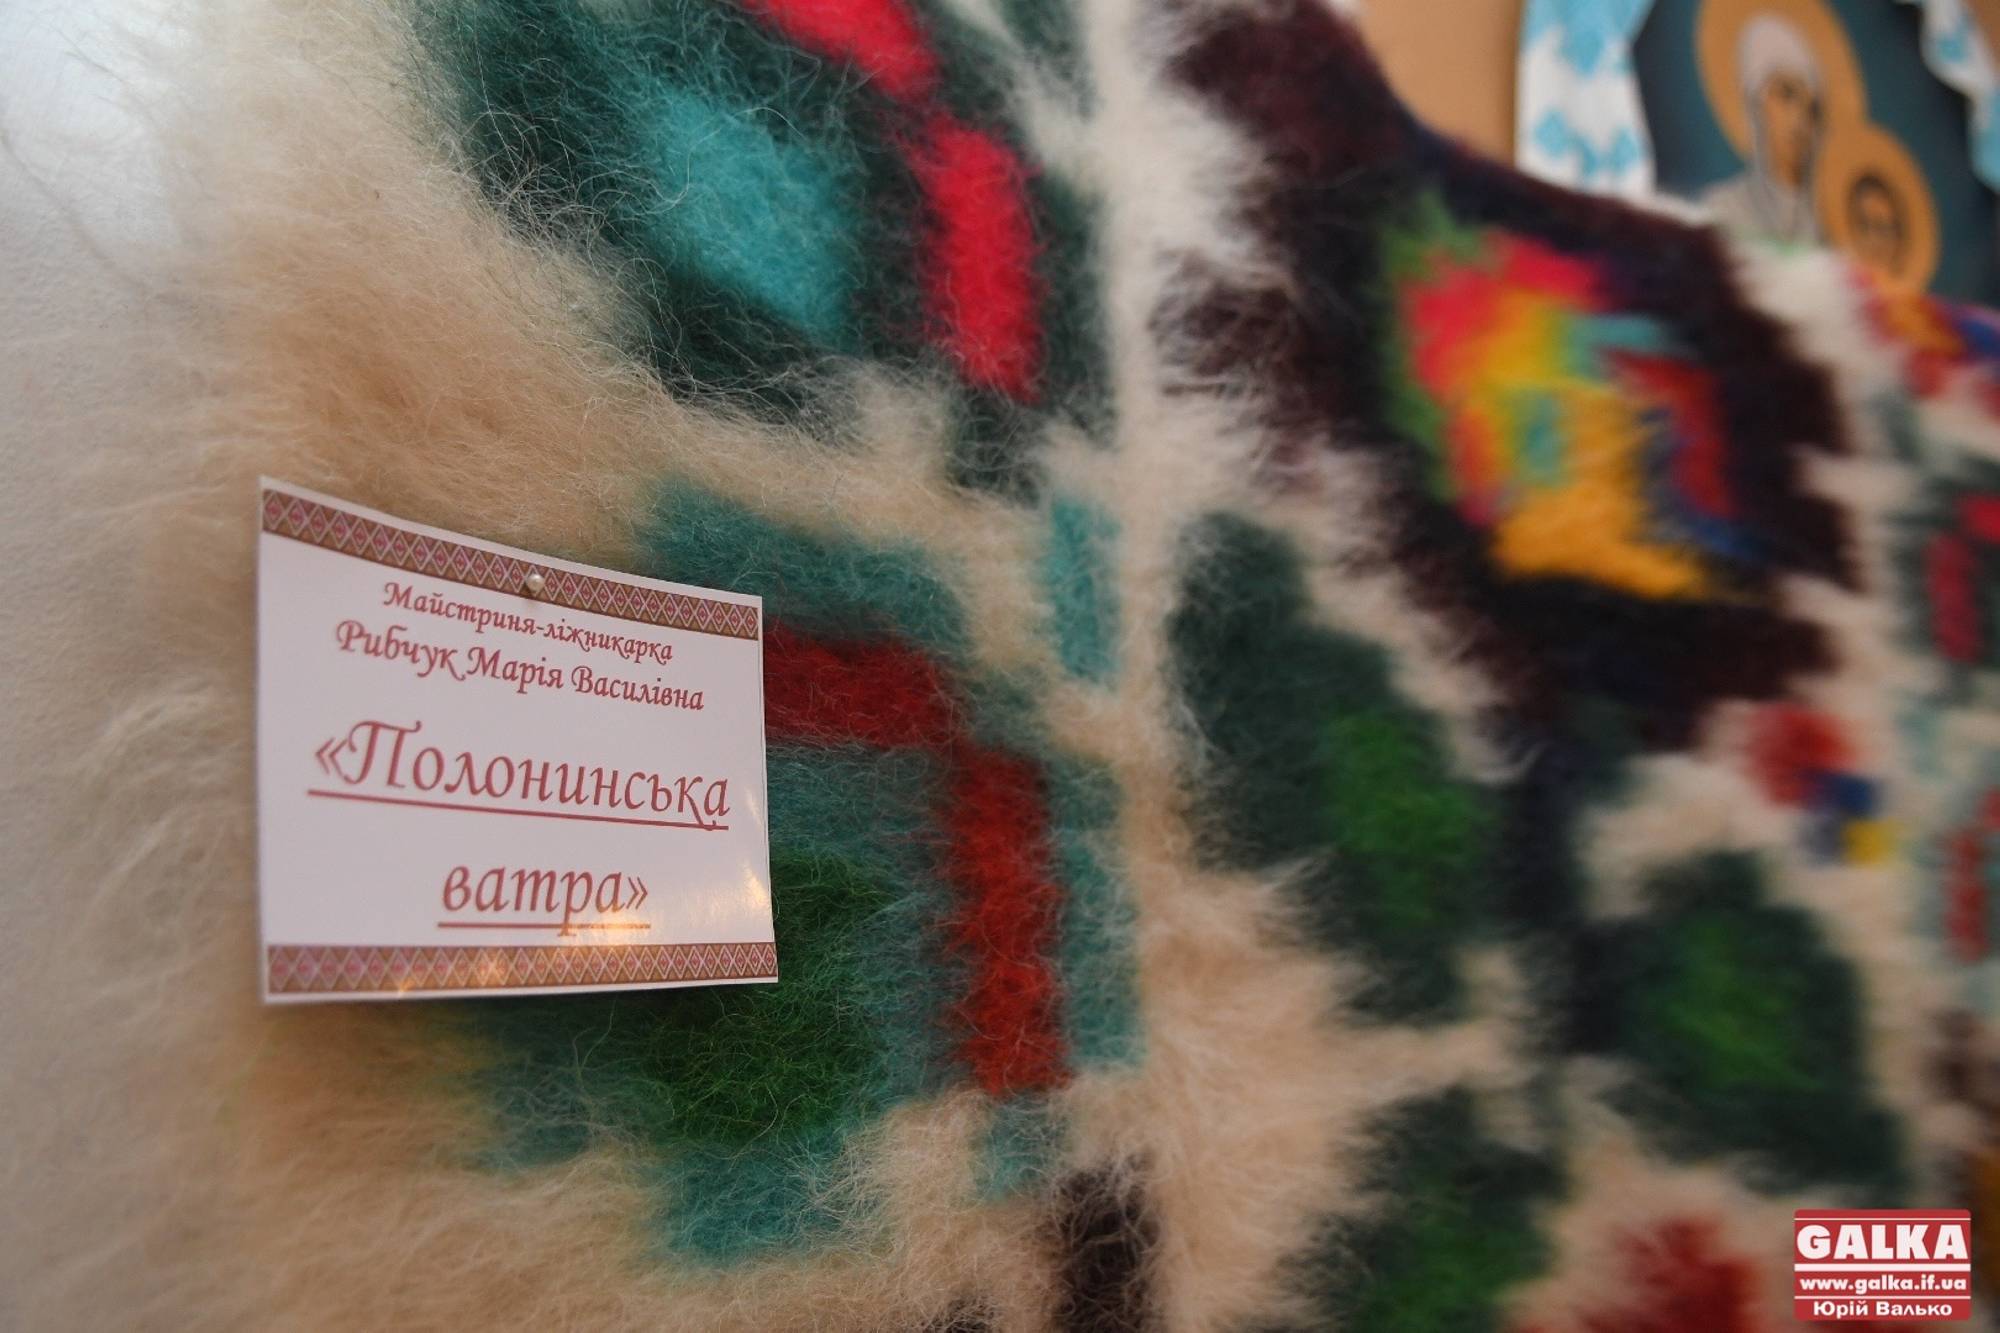 Майстриня-ліжникарка
Рибчук Марія Василівна
«Полонинська
ватра»
GALKA
www.galka.if.ua
Юрій Валько